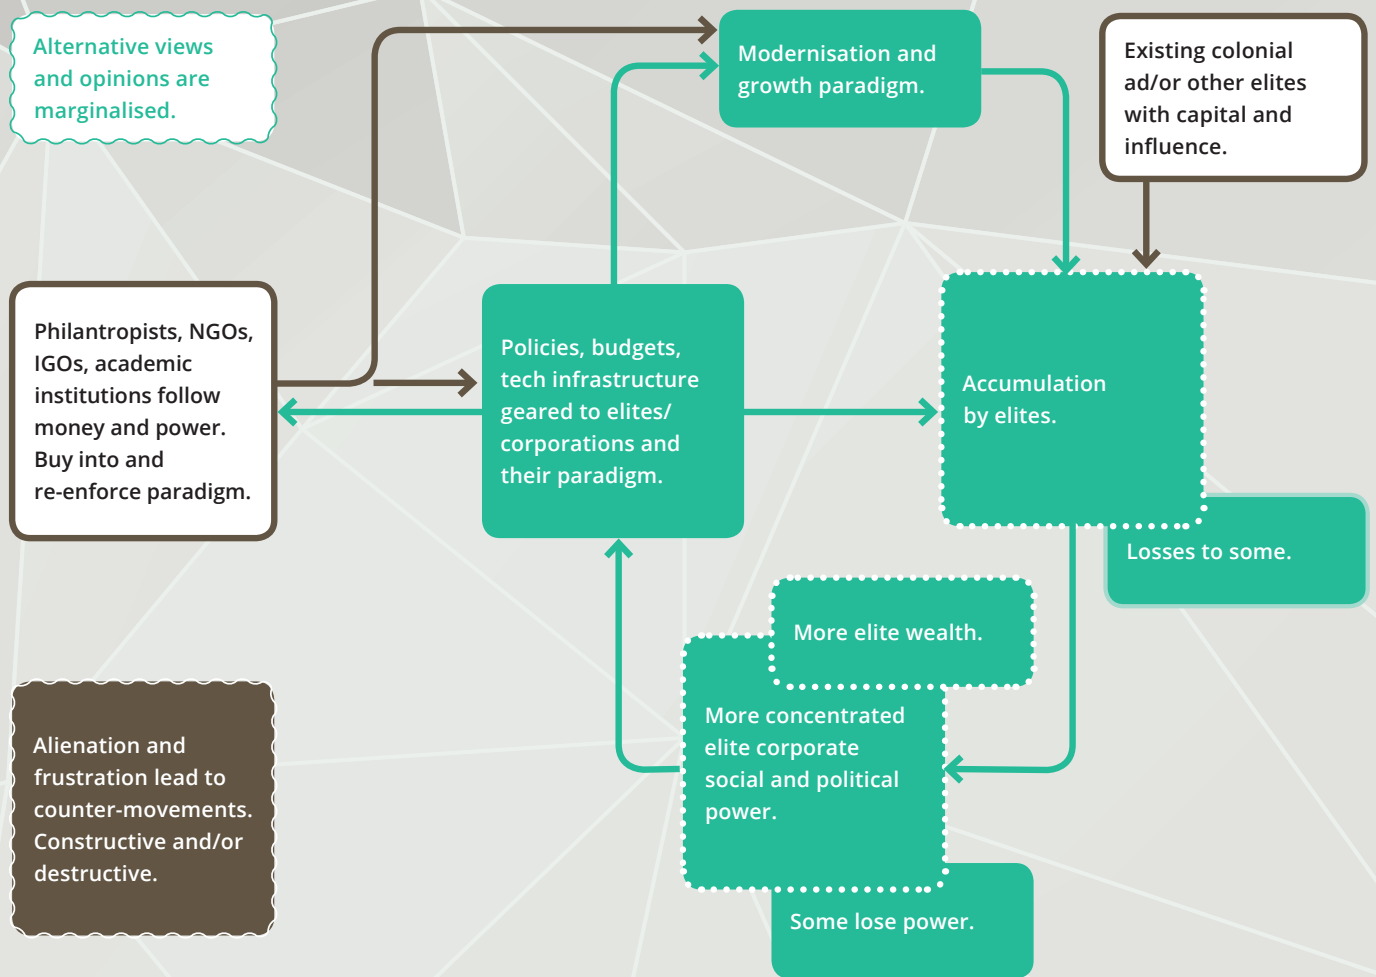 Alternative views
and opinions are
marginalised.
Modernisation and
growth paradigm.
Existing colonial
ad/or other elites
with capital and
influence.
Philantropists, NGOs,
IGOs, academic
institutions follow
money and power.
Buy into and
re-enforce paradigm.
Policies, budgets,
tech infrastructure
geared to elites/
corporations and
their paradigm.
Accumulation
by elites.
Losses to some.
More elite wealth.
More concentrated
elite corporate
social and political
power.
Some lose power.
Alienation and
frustration lead to
counter-movements.
Constructive and/or
destructive.